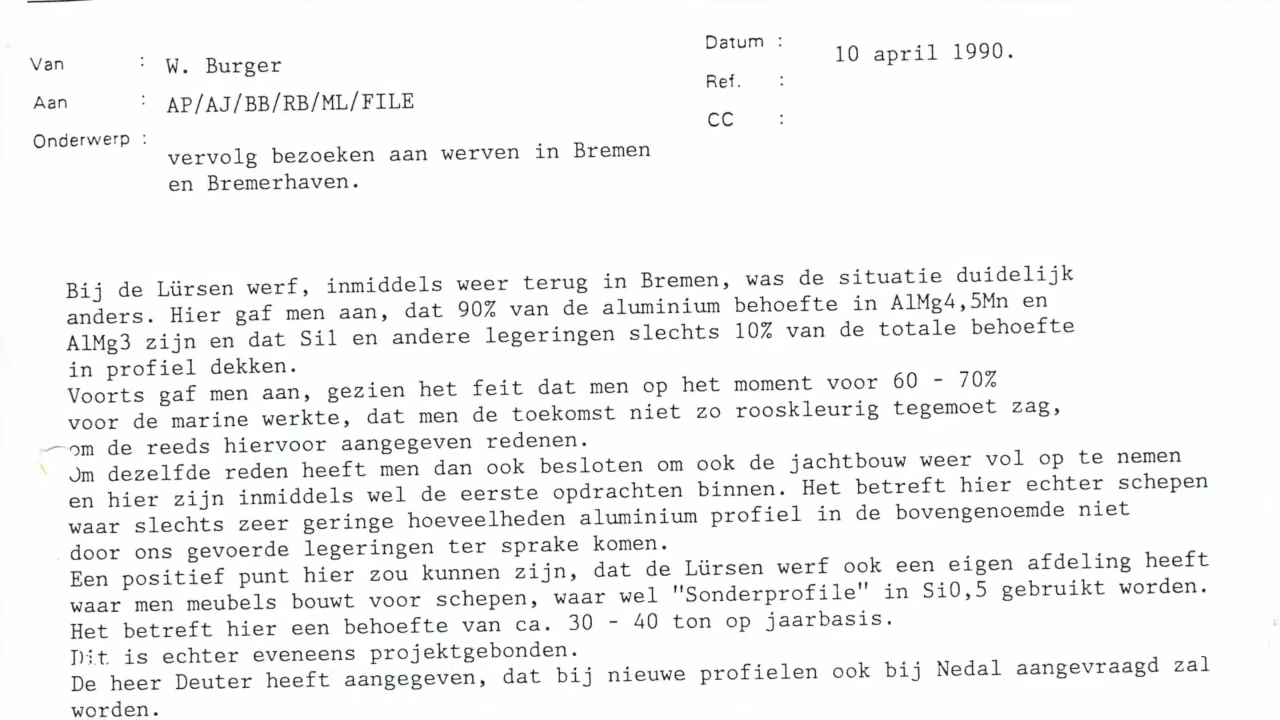 Van : W. Burger
Datum : 10 april 1990.
Aan : AP/AJ/BB/RB/ML/FILE
Ref. :
Onderwerp :
CC :
vervolg bezoeken aan werven in Bremen
en Bremerhaven.
Bij de Lürsen werf, inmiddels weer terug in Bremen, was de situatie duidelijk
anders. Hier gaf men aan, dat 90% van de aluminium behoefte in AlMg4,5Mn en
AlMg3 zijn en dat Sil en andere legeringen slechts 10% van de totale behoefte
in profiel dekken.
Voorts gaf men aan, gezien het feit dat men op het moment voor 60 - 70%
voor de marine werkte, dat men de toekomst niet zo rooskleurig tegemoet zag,
om de reeds hiervoor aangegeven redenen.
Om dezelfde reden heeft men dan ook besloten om ook de jachtbouw weer vol op te nemen
en hier zijn inmiddels wel de eerste opdrachten binnen. Het betreft hier echter schepen
waar slechts zeer geringe hoeveelheden aluminium profiel in de bovengenoemde niet
door ons gevoerde legeringen ter sprake komen.
Een positief punt hier zou kunnen zijn, dat de Lürsen werf ook een eigen afdeling heeft
waar men meubels bouwt voor schepen, waar wel "Sonderprofile" in Si0,5 gebruikt worden.
Het betreft hier een behoefte van ca. 30 - 40 ton op jaarbasis.
Dit is echter eveneens projektgebonden.
De heer Deuter heeft aangegeven, dat bij nieuwe profielen ook bij Nedal aangevraagd zal
worden.